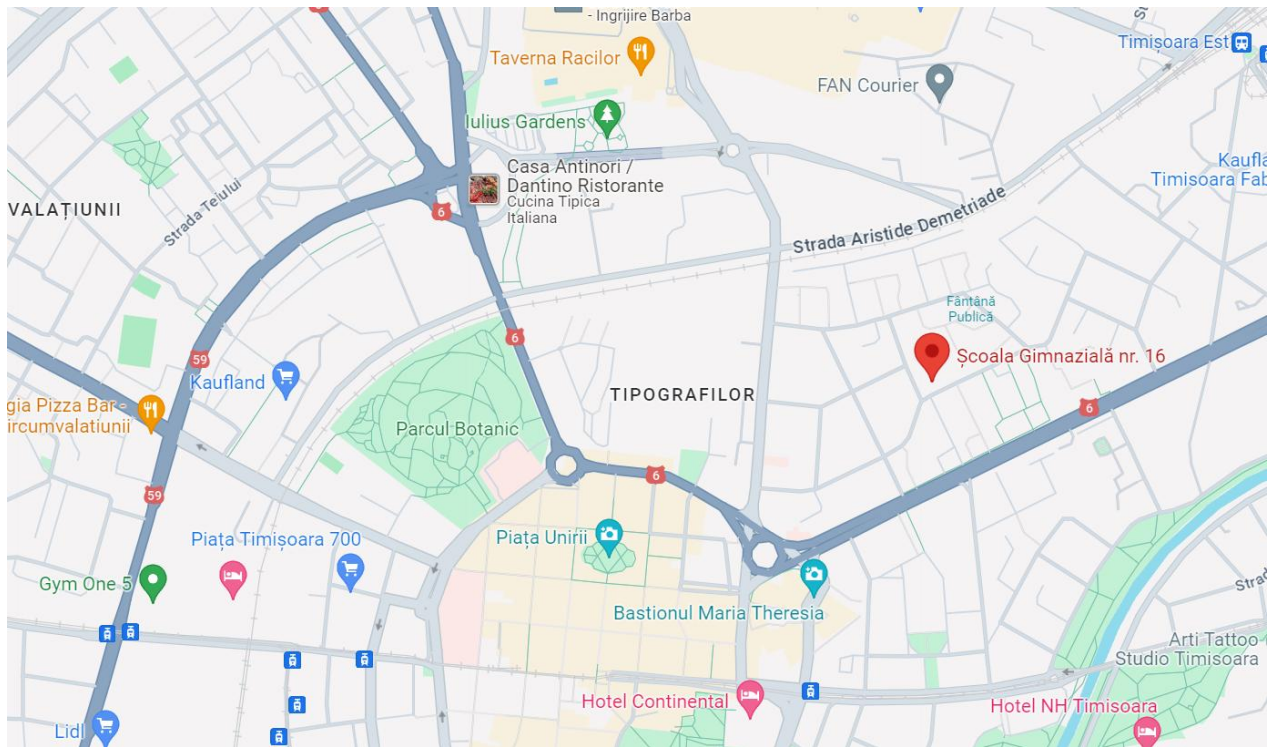 6
- Ingrijire Barba
Taverna Racilor
Timișoara Est
FAN Courier
Iulius Gardens
Casa Antinori /
Dantino Ristorante
Cucina Tipica
Italiana
Kaufla
Timisoara Fab
VALAȚIUNII
Strada Teiului
6
Strada Aristide Demetriade
Fântână
Publică
6
59
Școala Gimnazială nr. 16
Kaufland
TIPOGRAFILOR
6
gia Pizza Bar -
ircumvalatiunii
Parcul Botanic
6
59
Piața Timișoara 700
Piața Unirii
Gym One 5
Bastionul Maria Theresia
Strad
Arti Tattoo
Studio Timisoara
Hotel Continental
Hotel NH Timisoara
Lidl